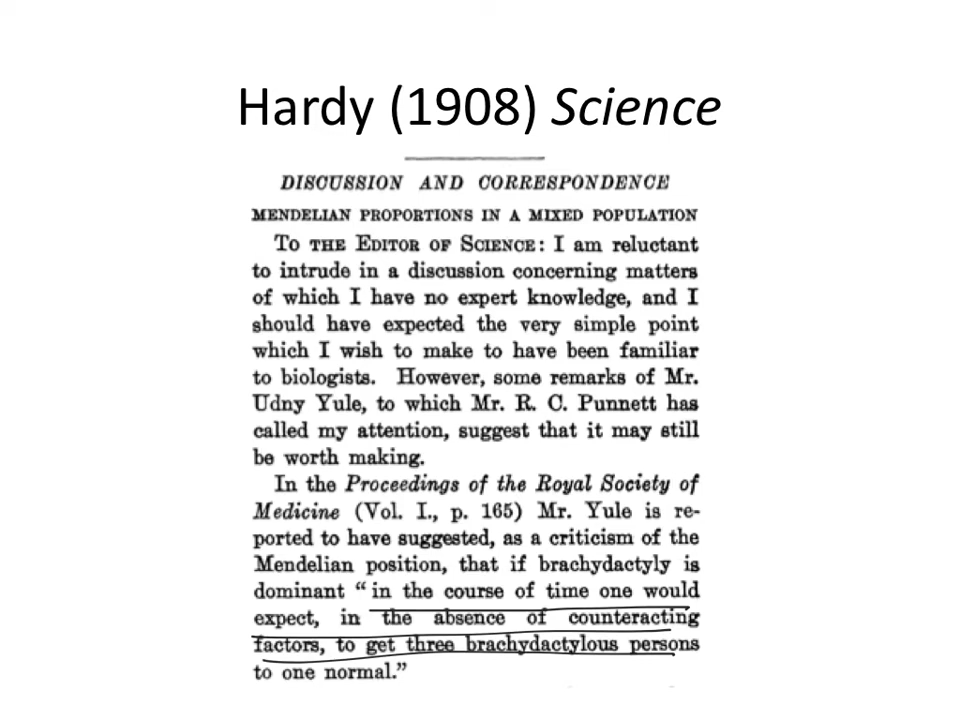 Hardy (1908) Science
DISCUSSION AND CORRESPONDENCE
MENDELIAN PROPORTIONS IN A MIXED POPULATION
To the Editor of Science: I am reluctant
to intrude in a discussion concerning matters
of which I have no expert knowledge, and I
should have expected the very simple point
which I wish to make to have been familiar
to biologists. However, some remarks of Mr.
Udny Yule, to which Mr. R. C. Punnett has
called my attention, suggest that it may still
be worth making.
In the Proceedings of the Royal Society of
Medicine (Vol. I., p. 165) Mr. Yule is re-
ported to have suggested, as a criticism of the
Mendelian position, that if brachydactyly is
dominant “ in the course of time one would
expect, in the absence of counteracting
factors, to get three brachydactylous persons
to one normal.”